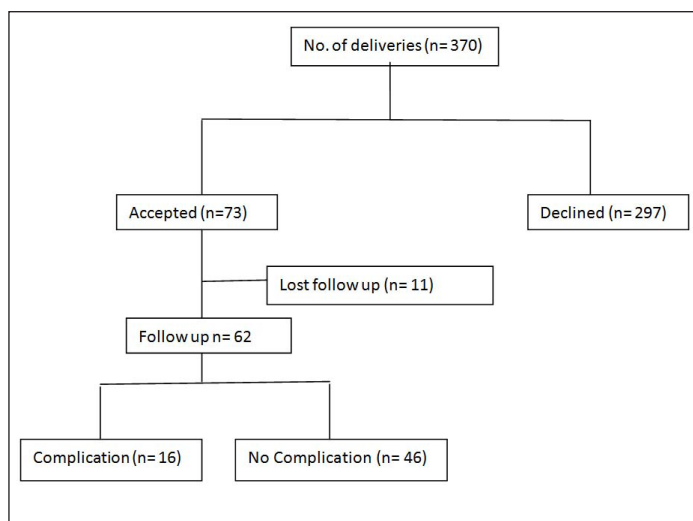 No. of deliveries (n= 370)
Accepted (n=73)
Declined (n= 297)
Lost follow up (n= 11)
Follow up n= 62
Complication (n= 16)
No Complication (n= 46)